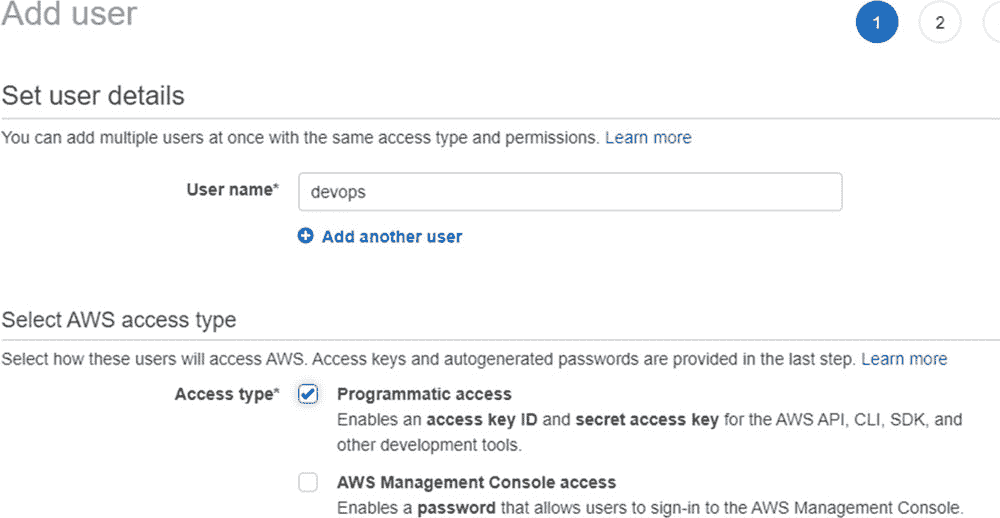 Add user
1
2
Set user details
You can add multiple users at once with the same access type and permissions. Learn more
User name*
devops
Add another user
Select AWS access type
Select how these users will access AWS. Access keys and autogenerated passwords are provided in the last step. Learn more
Access type*
Programmatic access
Enables an access key ID and secret access key for the AWS API, CLI, SDK, and
other development tools.
AWS Management Console access
Enables a password that allows users to sign-in to the AWS Management Console.